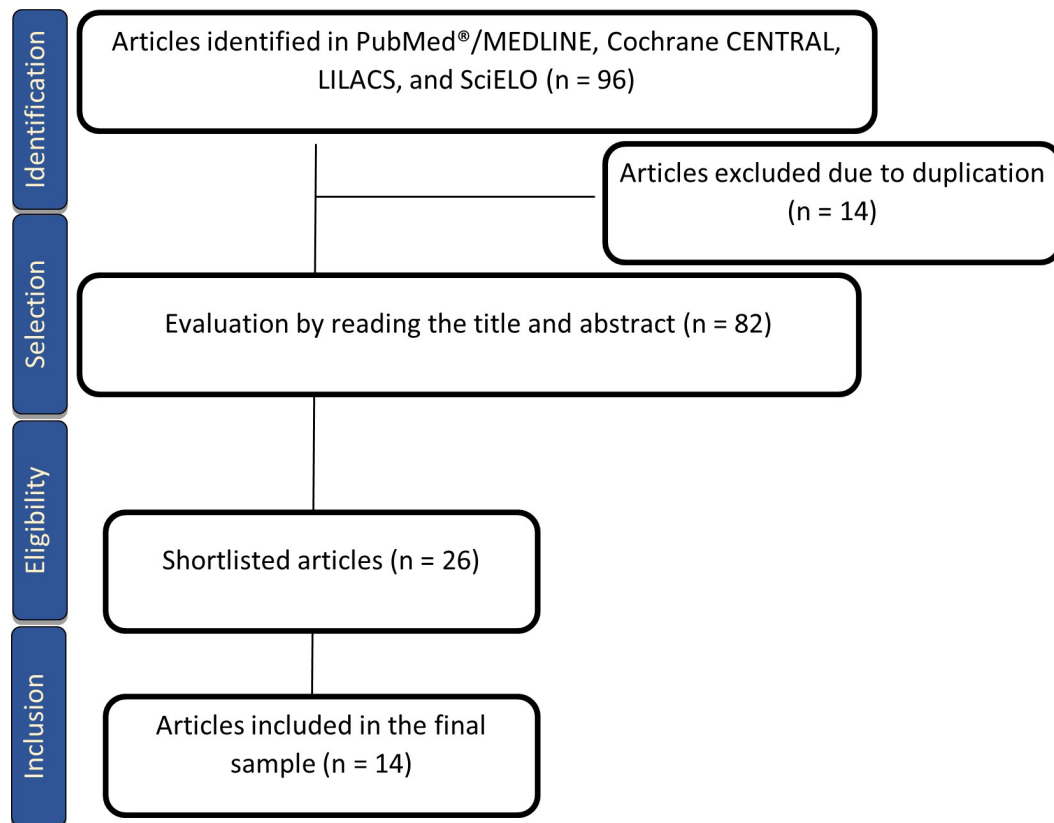 Identification
Articles identified in PubMed®/MEDLINE, Cochrane CENTRAL,
LILACS, and SciELO (n = 96)
Articles excluded due to duplication
(n = 14)
Selection
Evaluation by reading the title and abstract (n = 82)
Eligibility
Shortlisted articles (n = 26)
Inclusion
Articles included in the final
sample (n = 14)